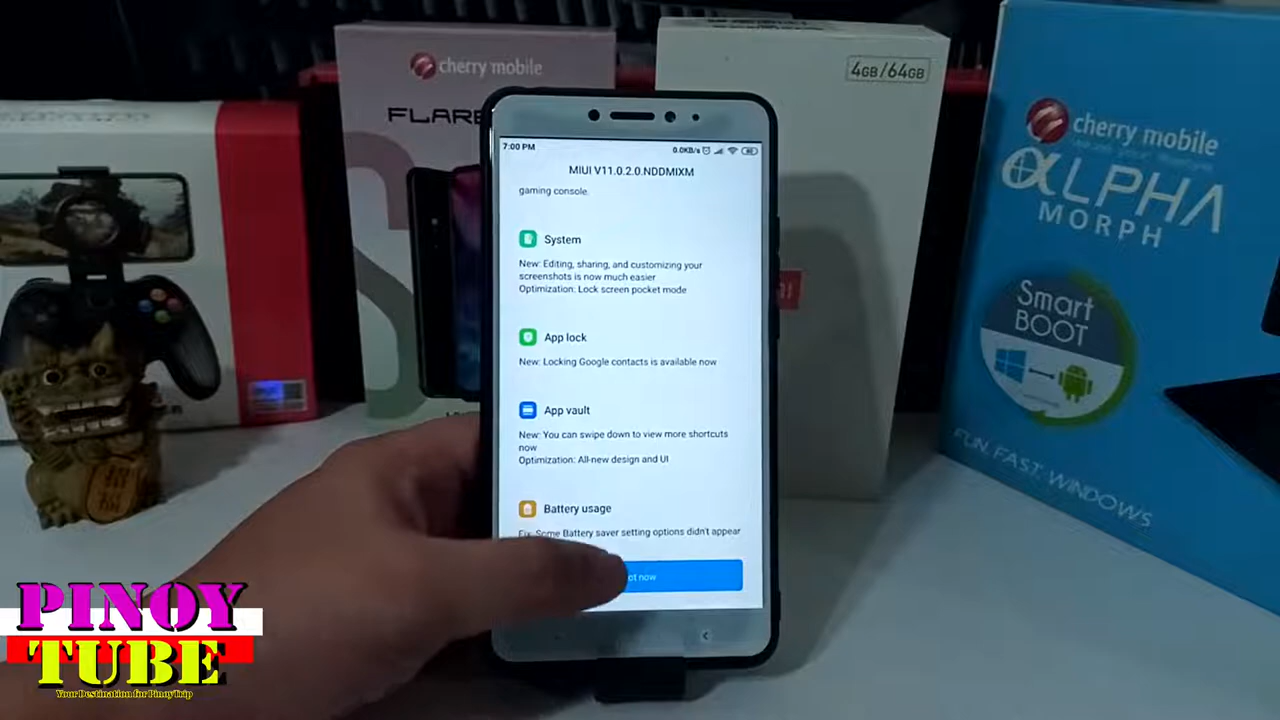 cherry mobile
FLARE
4GB/64GB
cherry mobile
αLPHA
MORPH
Smart
BOOT
FUN. FAST. WINDOWS
7:00 PM
0.0KB/s
MIUI V11.0.2.0.NDDMIXM
gaming console.
System
New: Editing, sharing, and customizing your
screenshots is now much easier
Optimization: Lock screen pocket mode
App lock
New: Locking Google contacts is available now
App vault
New: You can swipe down to view more shortcuts
now
Optimization: All-new design and UI
Battery usage
Fix: Some Battery saver setting options didn't appear
ot now
PINOY
TUBE
Your Destination for PinoyTrip